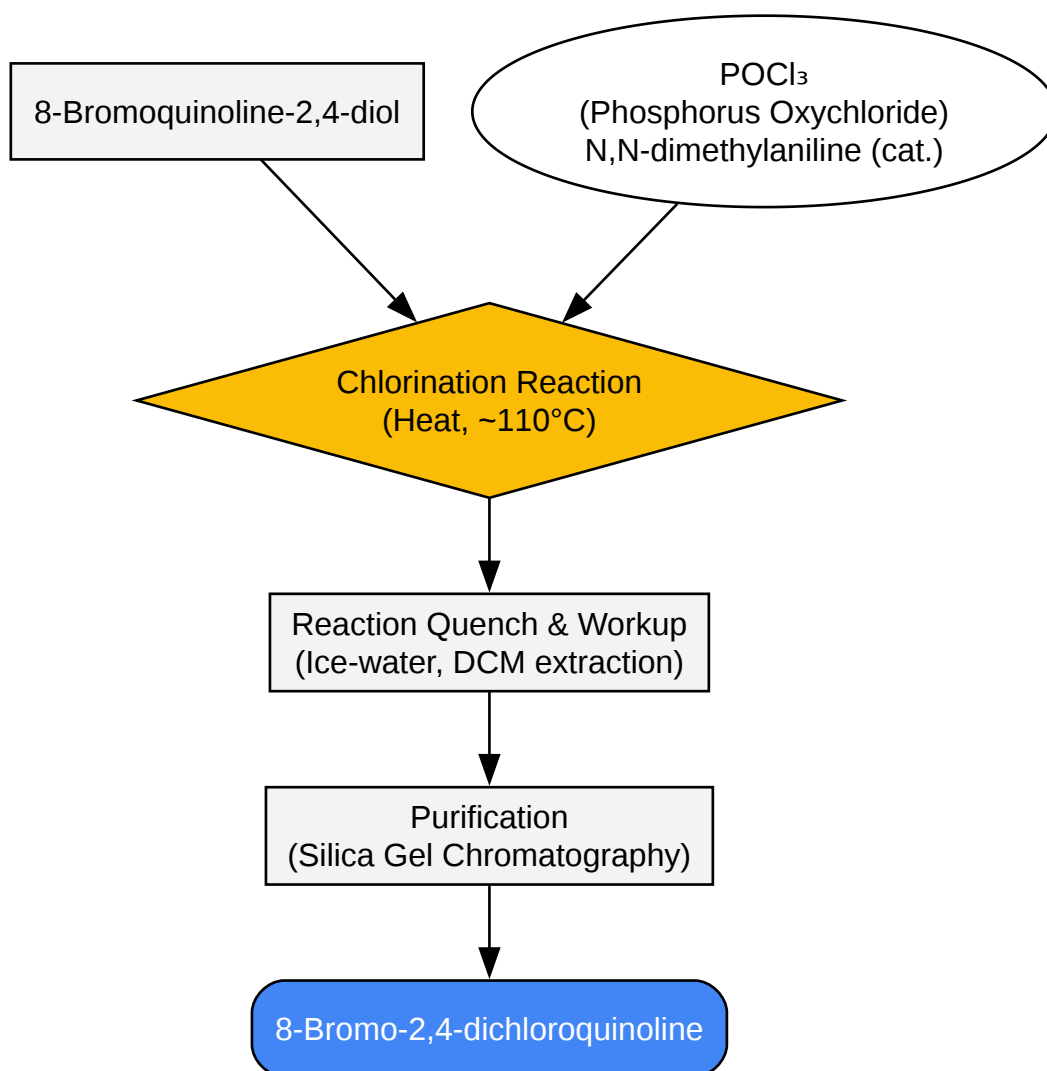 8-Bromoquinoline-2,4-diol
POCl₃
(Phosphorus Oxychloride)
N,N-dimethylaniline (cat.)
Chlorination Reaction
(Heat, ~110°C)
Reaction Quench & Workup
(Ice-water, DCM extraction)
Purification
(Silica Gel Chromatography)
8-Bromo-2,4-dichloroquinoline